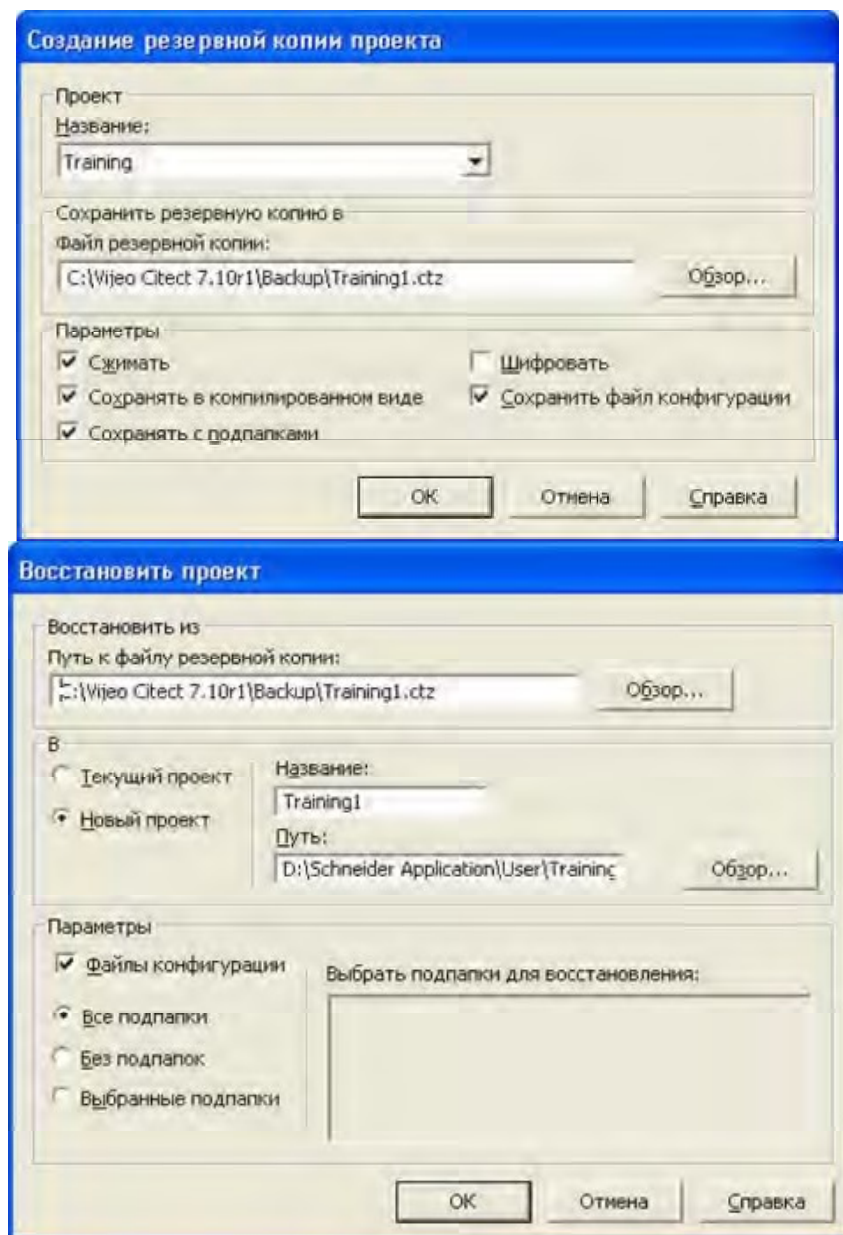 Создание резервной копии проекта
Проект
Название:
Training
Сохранить резервную копию в
Файл резервной копии:
C:\Vijeo Citect 7.10r1\Backup\Training1.ctz Обзор...
Параметры
Сжимать Шифровать
Сохранять в компилированном виде Сохранить файл конфигурации
Сохранять с подпапками
ОК Отмена Справка
Восстановить проект
Восстановить из
Путь к файлу резервной копии:
C:\Vijeo Citect 7.10r1\Backup\Training1.ctz Обзор...
В
Текущий проект Название:
Training1
Новый проект
Путь:
D:\Schneider Application\User\Training Обзор...
Параметры
Файлы конфигурации
Выбрать подпапки для восстановления:
Все подпапки
Без подпапок
Выбранные подпапки
ОК Отмена Справка